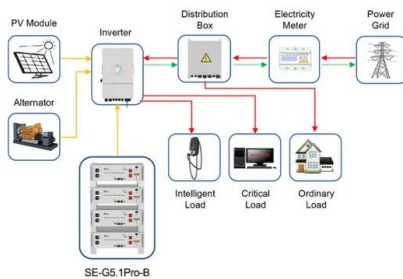 PV Module
Inverter
Distribution
Box
Electricity
Meter
Power
Grid
Alternator
Intelligent
Load
Critical
Load
Ordinary
Load
SE-G5.1Pro-B